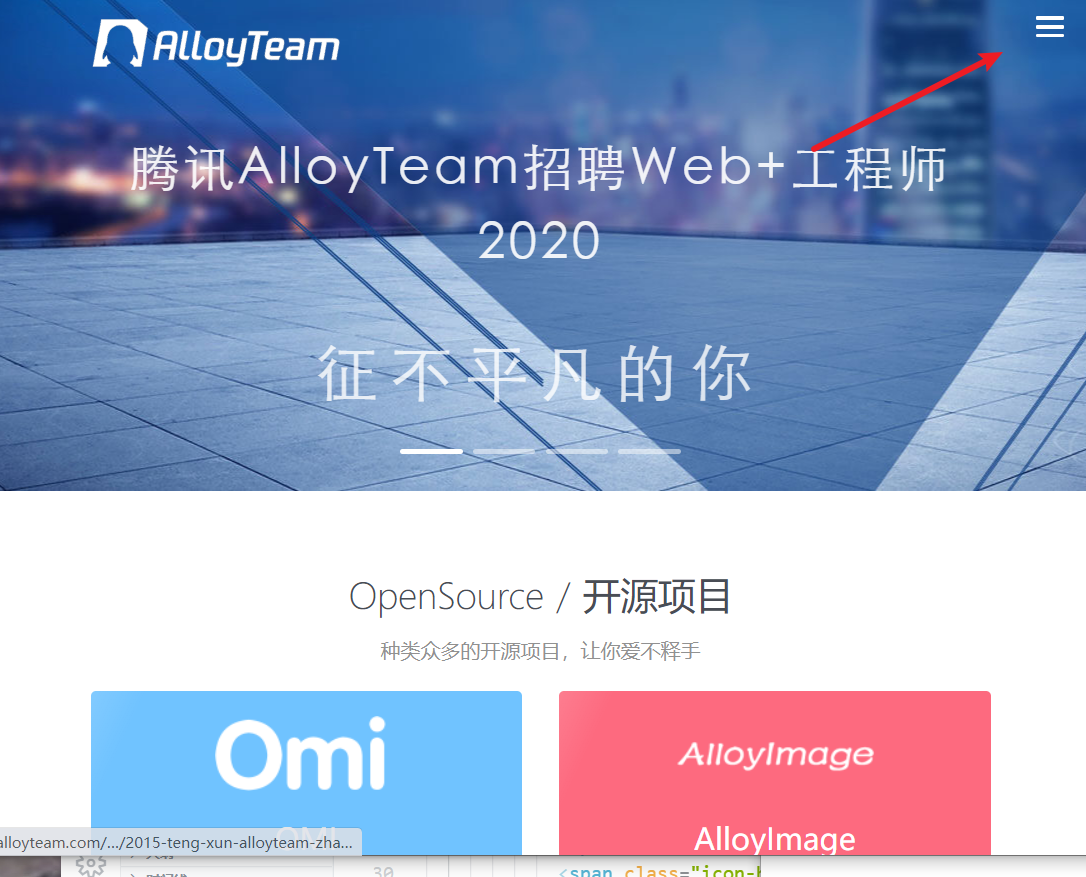 AlloyTeam
腾讯AlloyTeam招聘Web+工程师
2020
征不平凡的你
OpenSource / 开源项目
种类众多的开源项目，让你爱不释手
Omi
AlloyImage
OMI
AlloyImage
alloyteam.com/.../2015-teng-xun-alloyteam-zha...
30
<span class="icon-